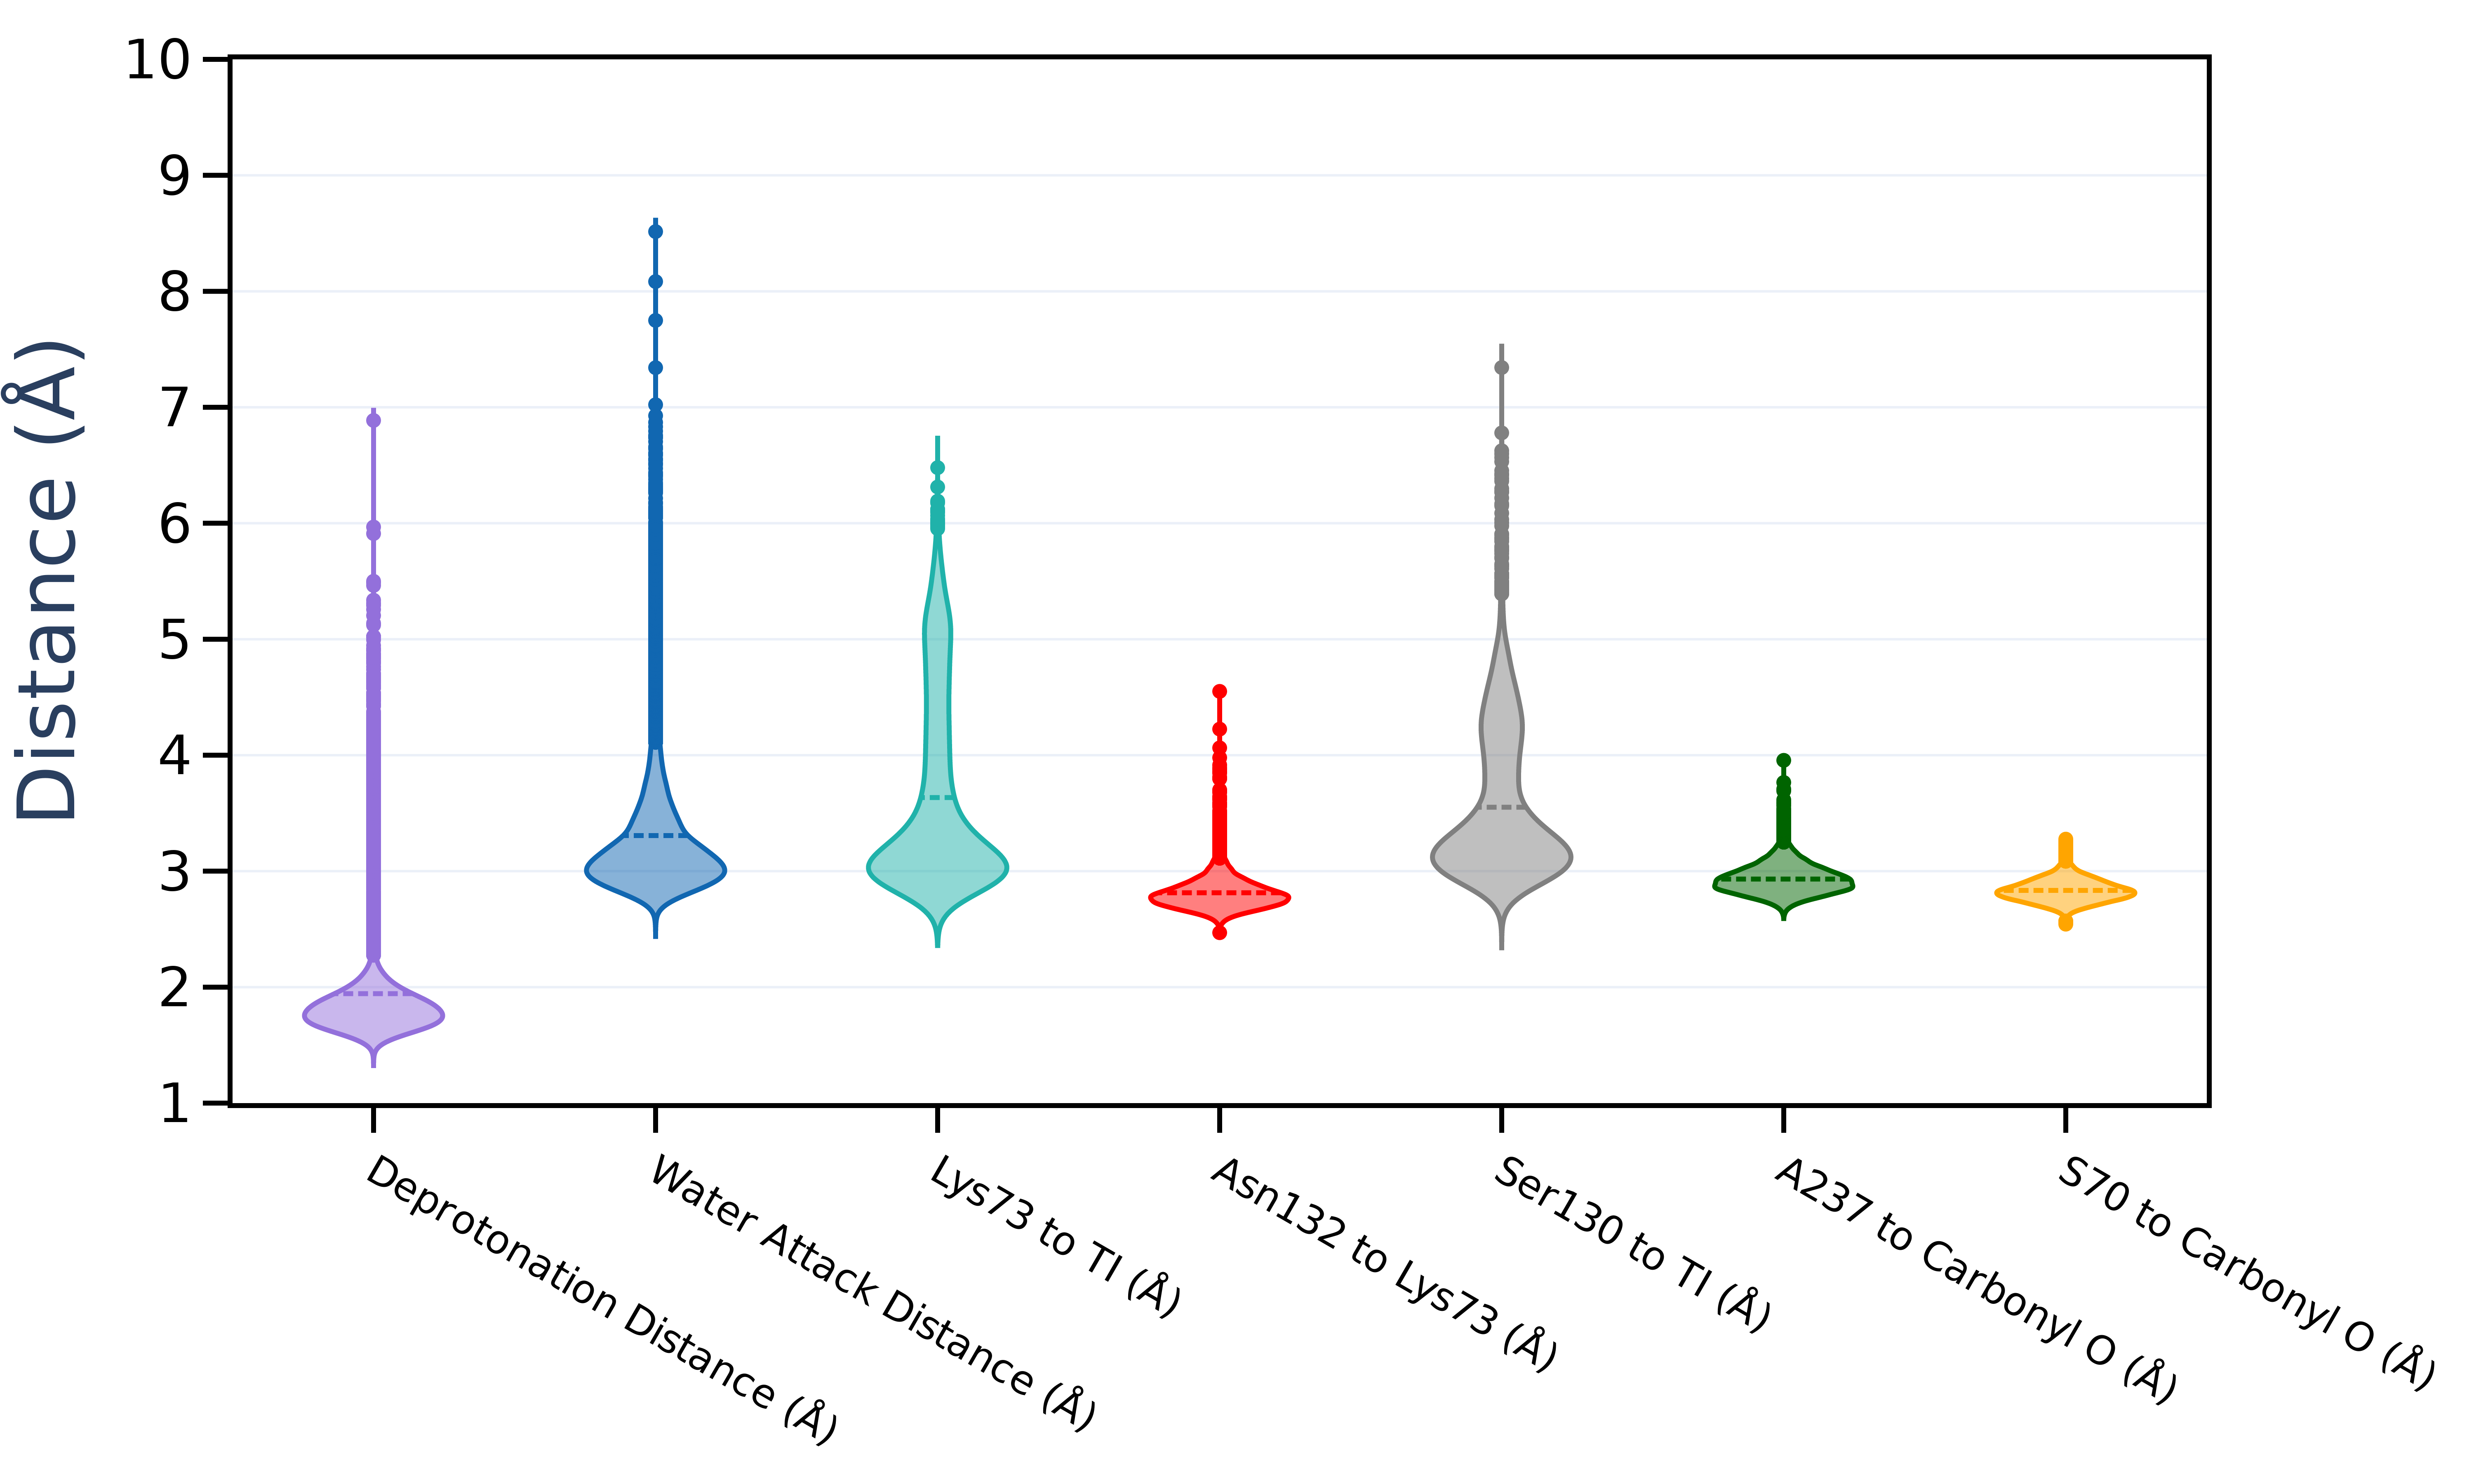 10
9
8
7
6
5
4
3
2
1
Distance (Å)
Deprotonation Distance (Å)
Water Attack Distance (Å)
Lys73 to TI (Å)
Asn132 to Lys73 (Å)
Ser130 to TI (Å)
A237 to Carbonyl O (Å)
S70 to Carbonyl O (Å)